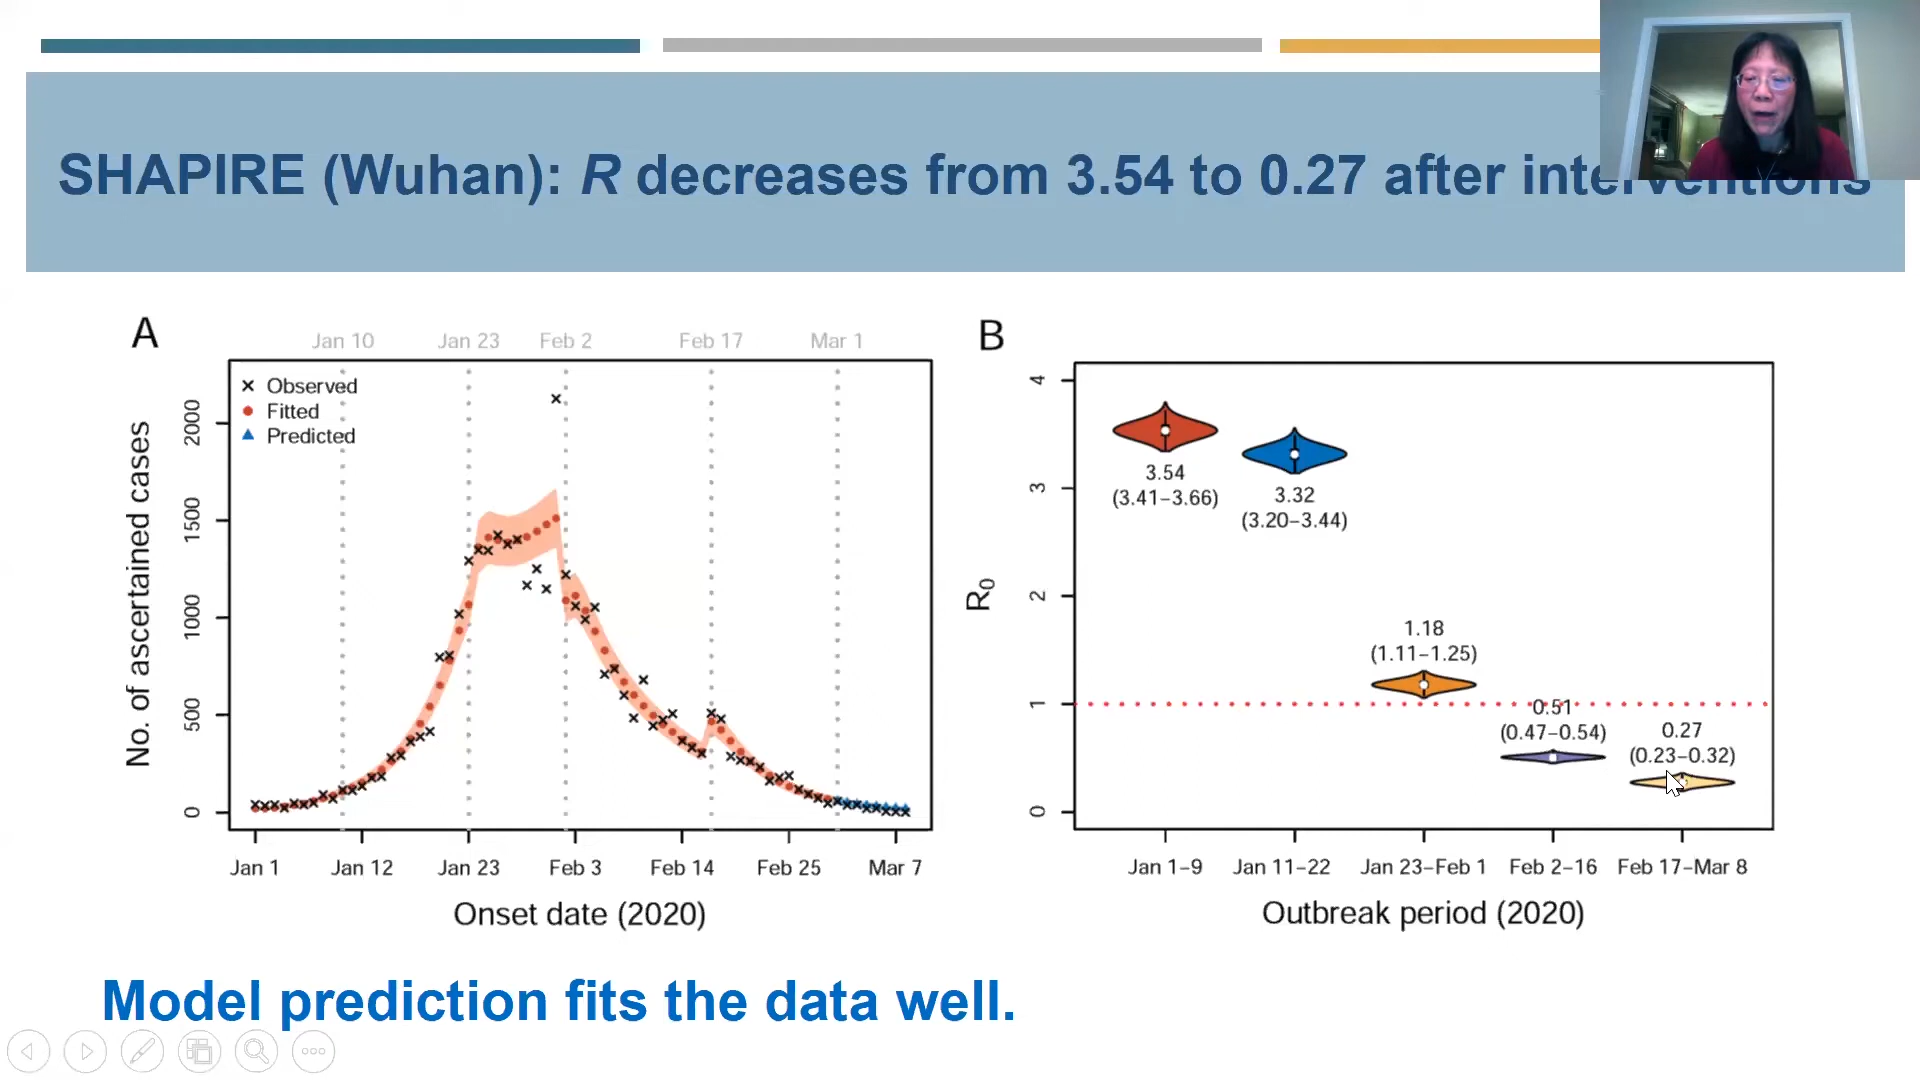 SHAPIRE (Wuhan): R decreases from 3.54 to 0.27 after interventions
A
Jan 10 Jan 23 Feb 2 Feb 17 Mar 1
Observed
Fitted
Predicted
No. of ascertained cases
2000
1500
1000
500
0
Jan 1 Jan 12 Jan 23 Feb 3 Feb 14 Feb 25 Mar 7
Onset date (2020)
B
R0
4
3
2
1
0
3.54
(3.41–3.66)
3.32
(3.20–3.44)
1.18
(1.11–1.25)
0.51
(0.47–0.54)
0.27
(0.23–0.32)
Jan 1–9 Jan 11–22 Jan 23–Feb 1 Feb 2–16 Feb 17–Mar 8
Outbreak period (2020)
Model prediction fits the data well.